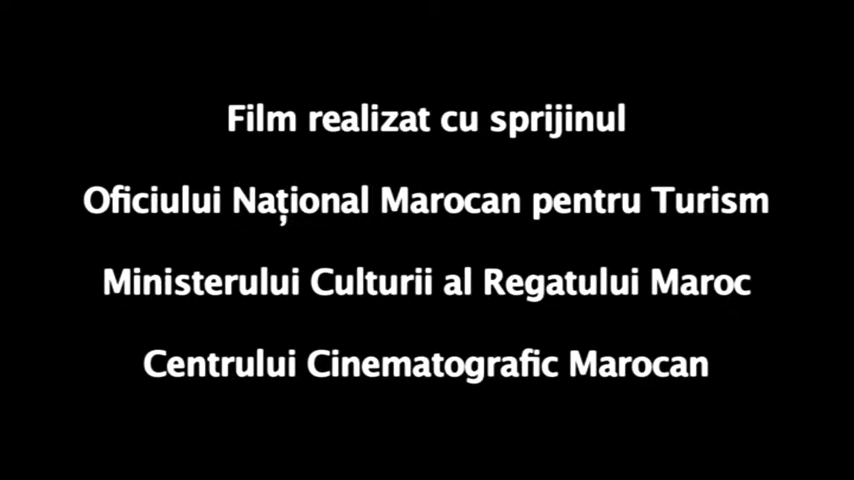 Film realizat cu sprijinul
Oficiului Național Marocan pentru Turism
Ministerului Culturii al Regatului Maroc
Centrului Cinematografic Marocan